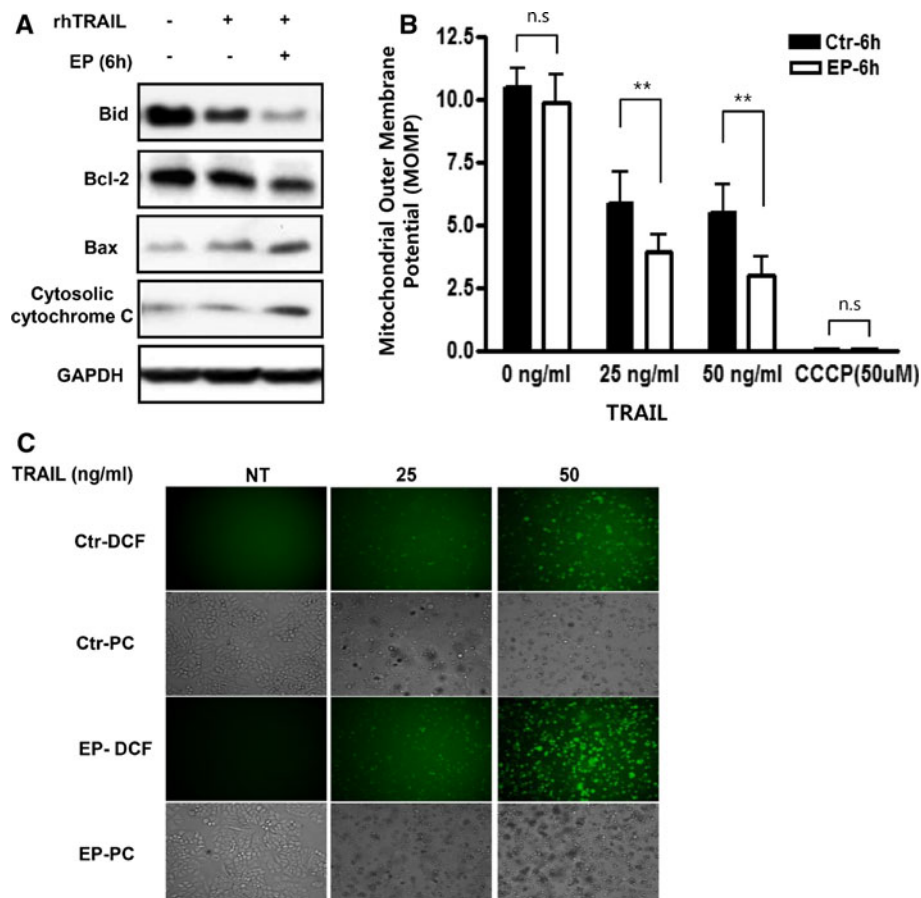 A
rhTRAIL - + +
EP (6h) - - +
Bid
Bcl-2
Bax
Cytosolic
cytochrome C
GAPDH
B
Mitochondrial Outer Membrane
Potential (MOMP)
12.5
10.0
7.5
5.0
2.5
0.0
n.s
**
**
n.s
Ctr-6h
EP-6h
0 ng/ml 25 ng/ml 50 ng/ml CCCP(50uM)
TRAIL
C
TRAIL (ng/ml) NT 25 50
Ctr-DCF
Ctr-PC
EP- DCF
EP-PC